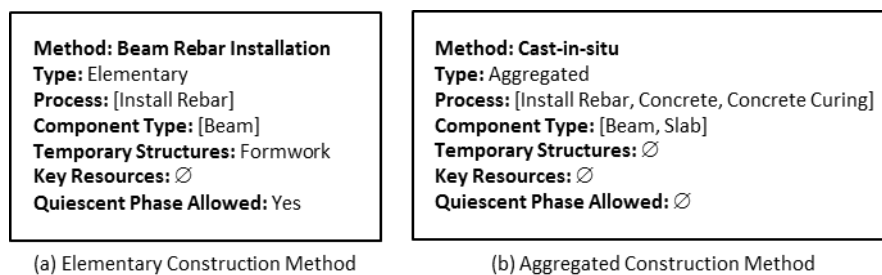 Method: Beam Rebar Installation
Type: Elementary
Process: [Install Rebar]
Component Type: [Beam]
Temporary Structures: Formwork
Key Resources: ∅
Quiescent Phase Allowed: Yes
(a) Elementary Construction Method
Method: Cast-in-situ
Type: Aggregated
Process: [Install Rebar, Concrete, Concrete Curing]
Component Type: [Beam, Slab]
Temporary Structures: ∅
Key Resources: ∅
Quiescent Phase Allowed: ∅
(b) Aggregated Construction Method